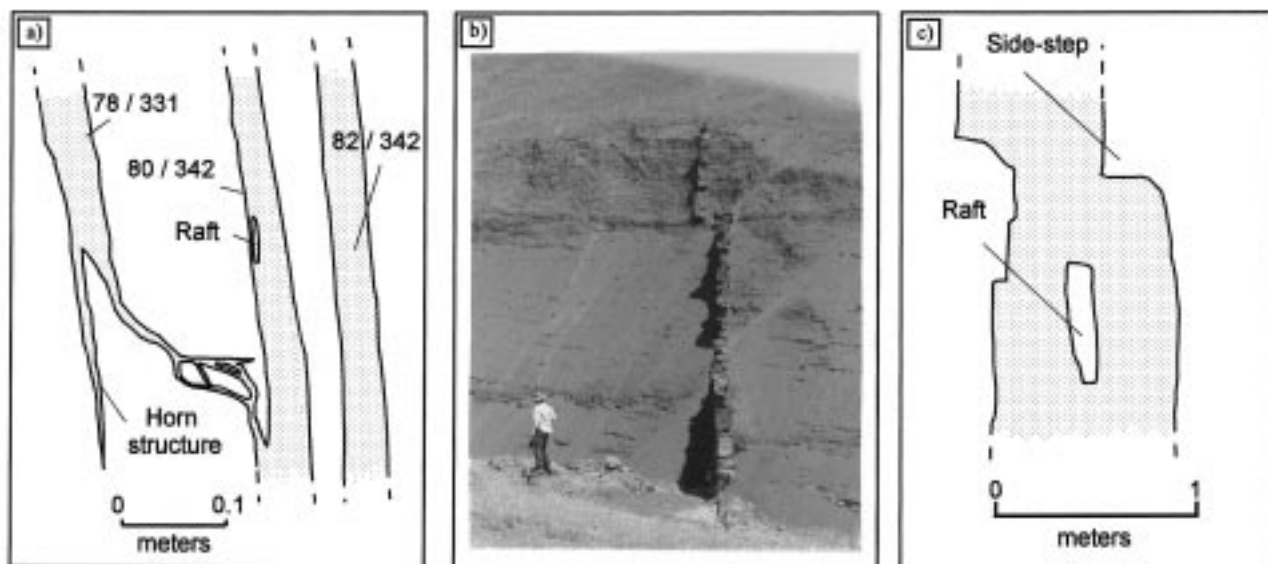 a)
78 / 331
80 / 342
82 / 342
Raft
Horn
structure
0 0.1
meters
b)
c)
Side-step
Raft
0 1
meters